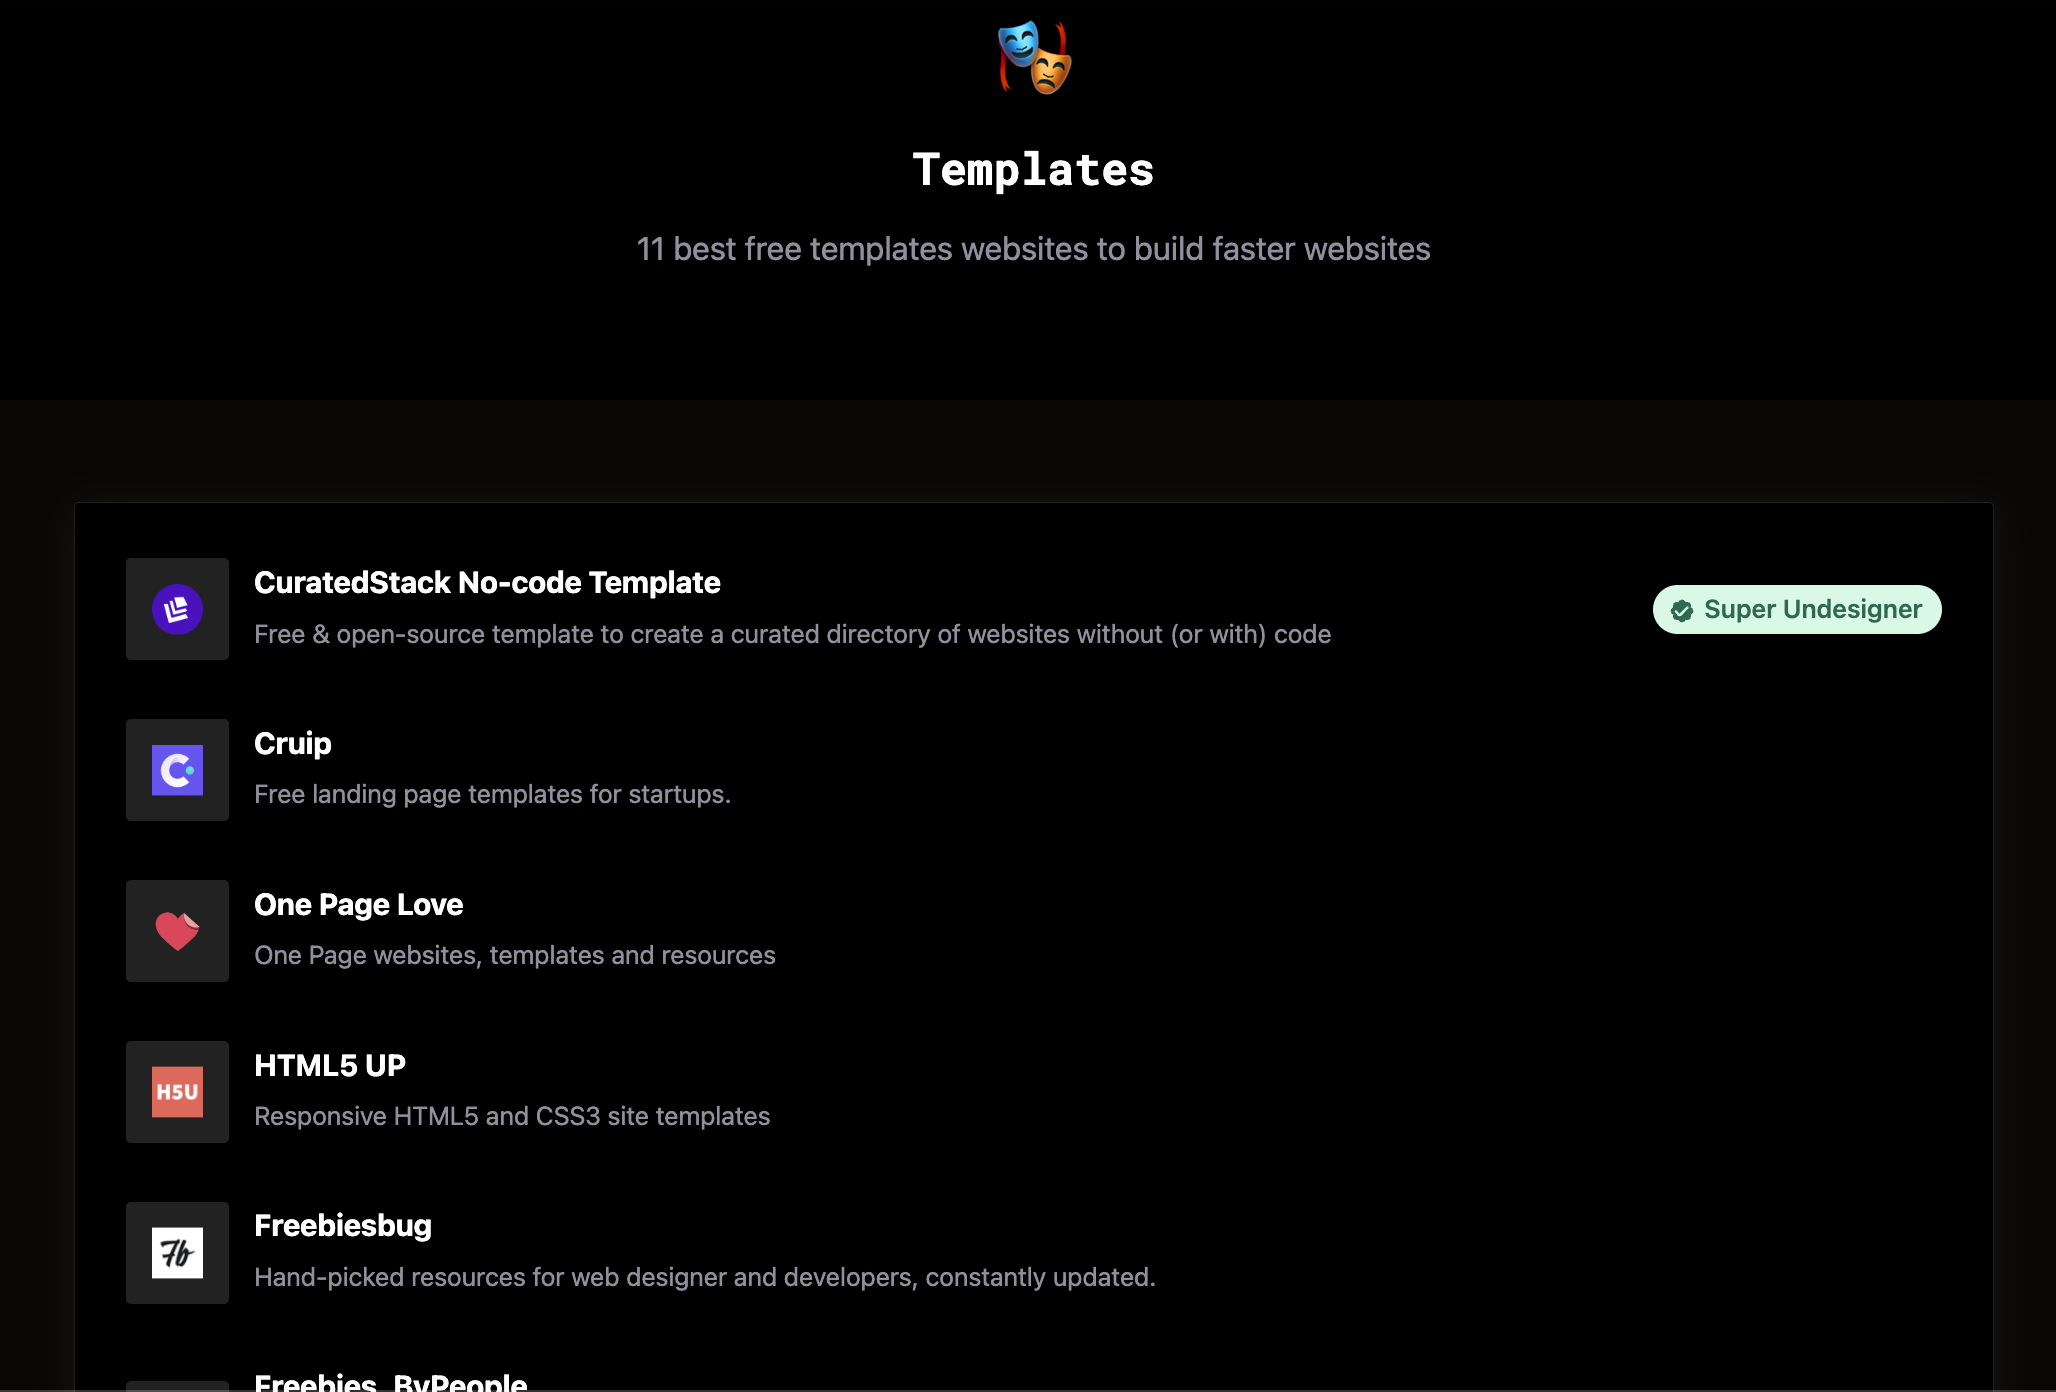 Templates
11 best free templates websites to build faster websites
CuratedStack No-code Template
Free & open-source template to create a curated directory of websites without (or with) code
Super Undesigner
Cruip
Free landing page templates for startups.
One Page Love
One Page websites, templates and resources
H5U
HTML5 UP
Responsive HTML5 and CSS3 site templates
Fb
Freebiesbug
Hand-picked resources for web designer and developers, constantly updated.
Freebies. ByPeople